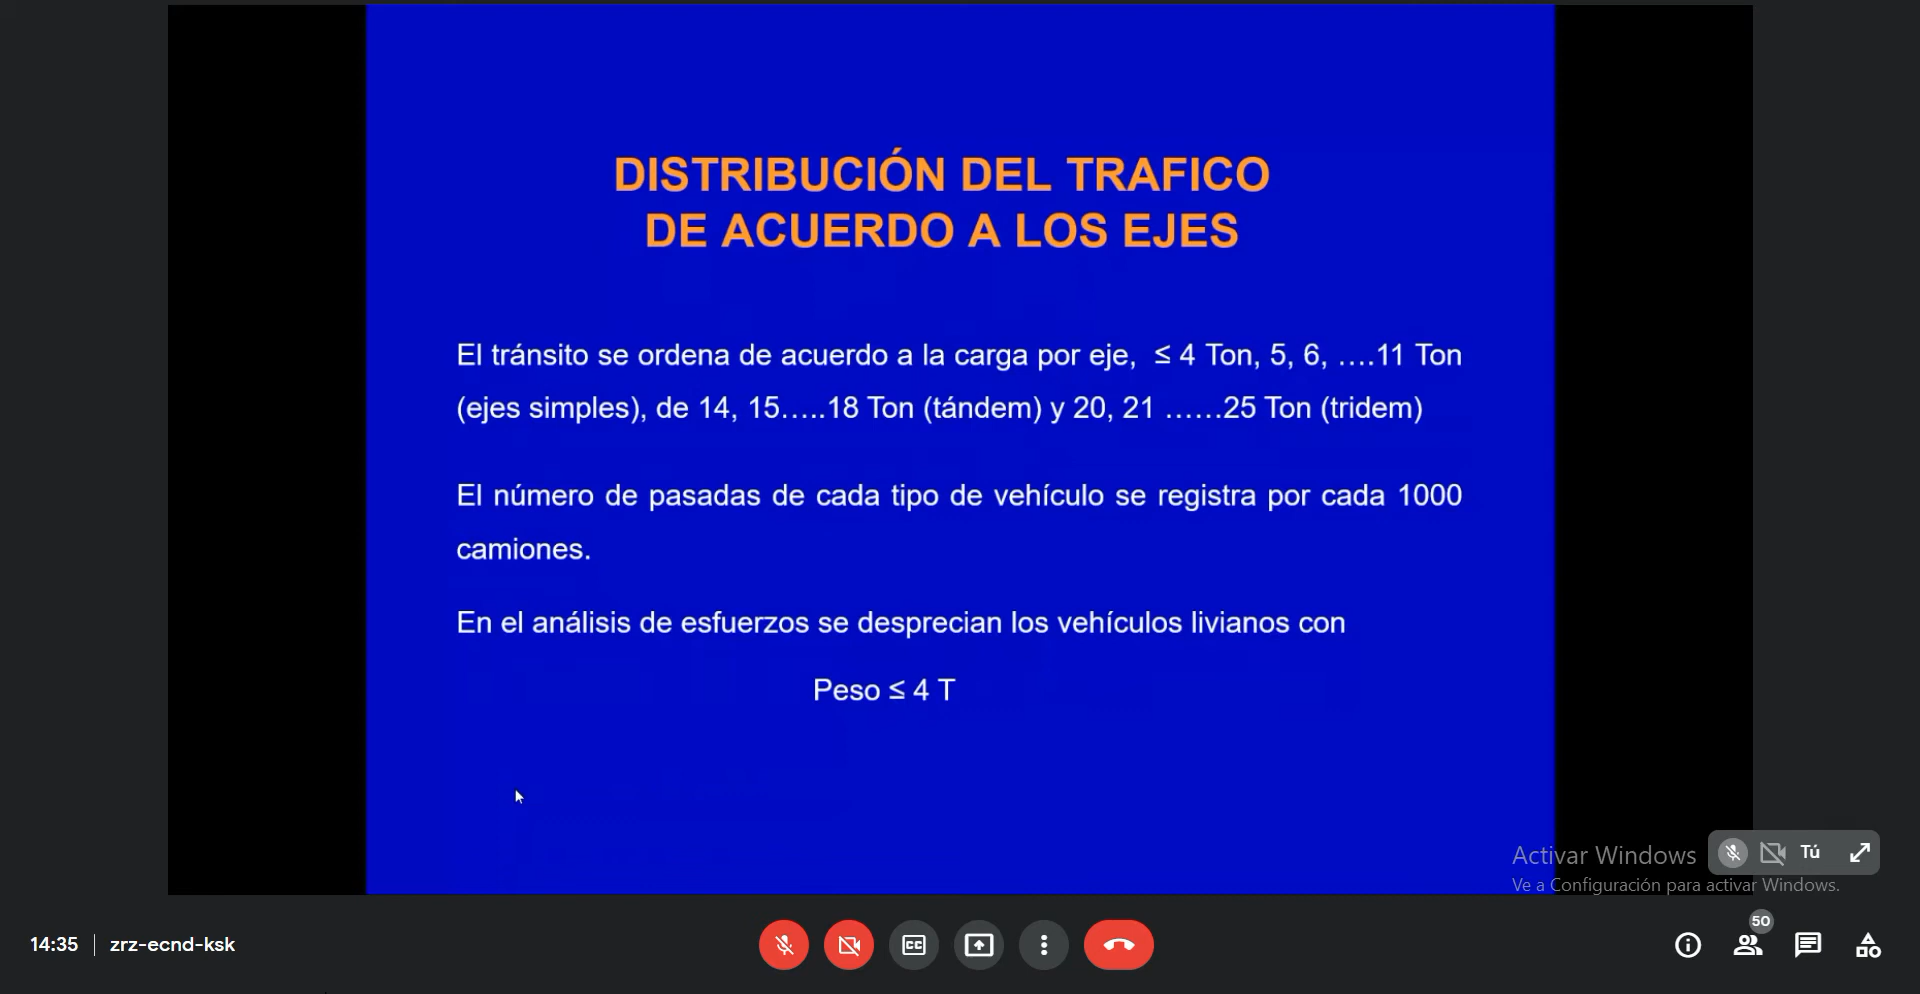 DISTRIBUCIÓN DEL TRAFICO
DE ACUERDO A LOS EJES
El tránsito se ordena de acuerdo a la carga por eje, ≤ 4 Ton, 5, 6, ....11 Ton
(ejes simples), de 14, 15.....18 Ton (tándem) y 20, 21 ......25 Ton (tridem)
El número de pasadas de cada tipo de vehículo se registra por cada 1000
camiones.
En el análisis de esfuerzos se desprecian los vehículos livianos con
Peso ≤ 4 T
Activar Windows
Ve a Configuración para activar Windows.
Tú
14:35 | zrz-ecnd-ksk
CC
50